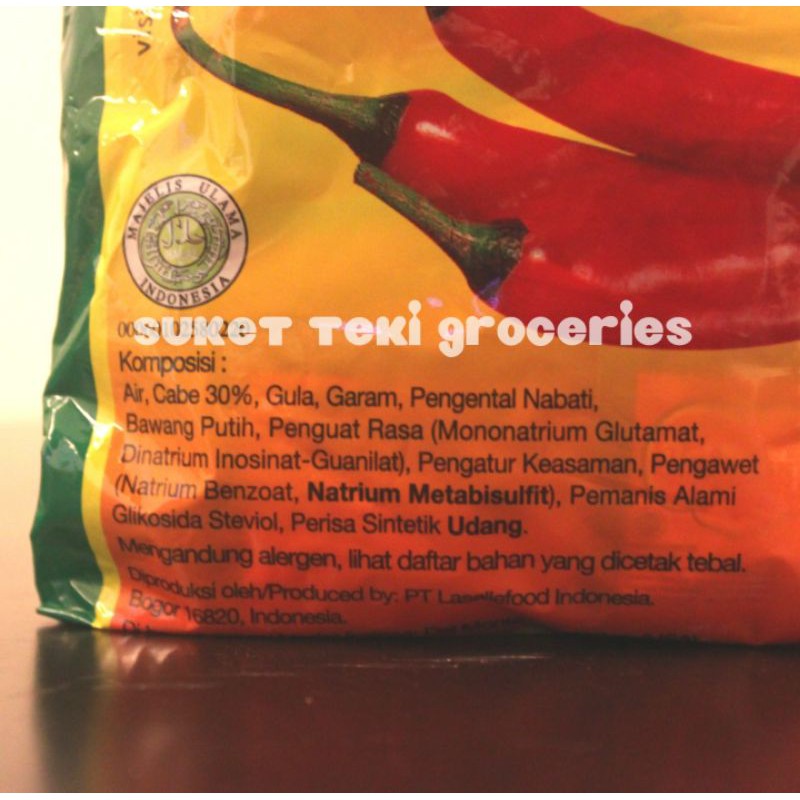 MAJELIS ULAMA
INDONESIA
SUKET TEKI GROCERIES
Komposisi :
Air, Cabe 30%, Gula, Garam, Pengental Nabati,
Bawang Putih, Penguat Rasa (Mononatrium Glutamat,
Dinatrium Inosinat-Guanilat), Pengatur Keasaman, Pengawet
(Natrium Benzoat, Natrium Metabisulfit), Pemanis Alami
Glikosida Steviol, Perisa Sintetik Udang.
Mengandung alergen, lihat daftar bahan yang dicetak tebal.
Diproduksi oleh/Produced by: PT Lasallefood Indonesia.
Bogor 16820, Indonesia.